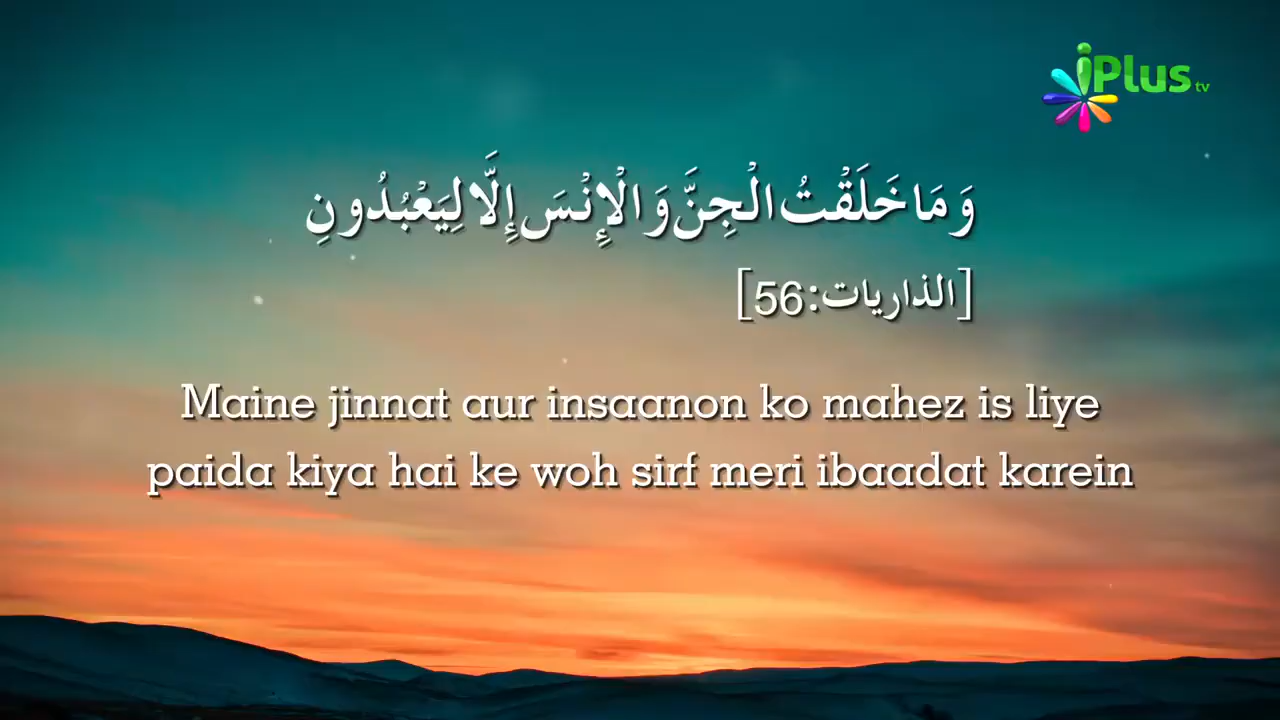 iPlus tv
وَمَا خَلَقْتُ الْجِنَّ وَالْإِنْسَ إِلَّا لِيَعْبُدُونِ
[الذاريات:56]
Maine jinnat aur insaanon ko mahez is liye
paida kiya hai ke woh sirf meri ibaadat karein